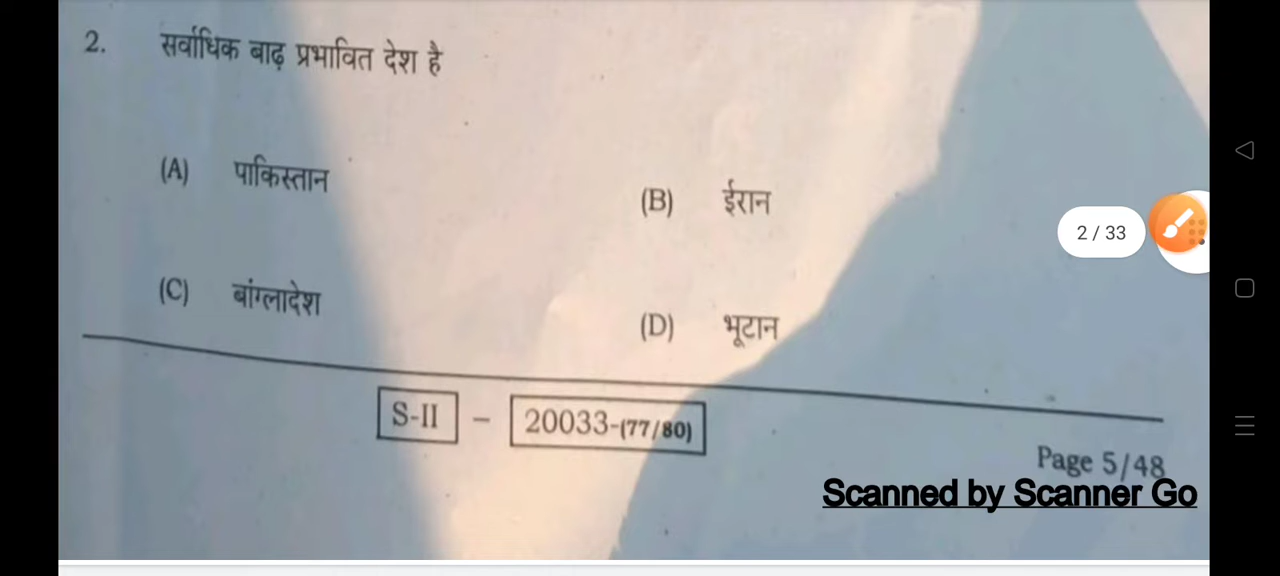 2. सर्वाधिक बाढ़ प्रभावित देश है
(A) पाकिस्तान
(B) ईरान
2 / 33
(C) बांग्लादेश
(D) भूटान
S-II - 20033-(77/80)
Page 5/48
Scanned by Scanner Go